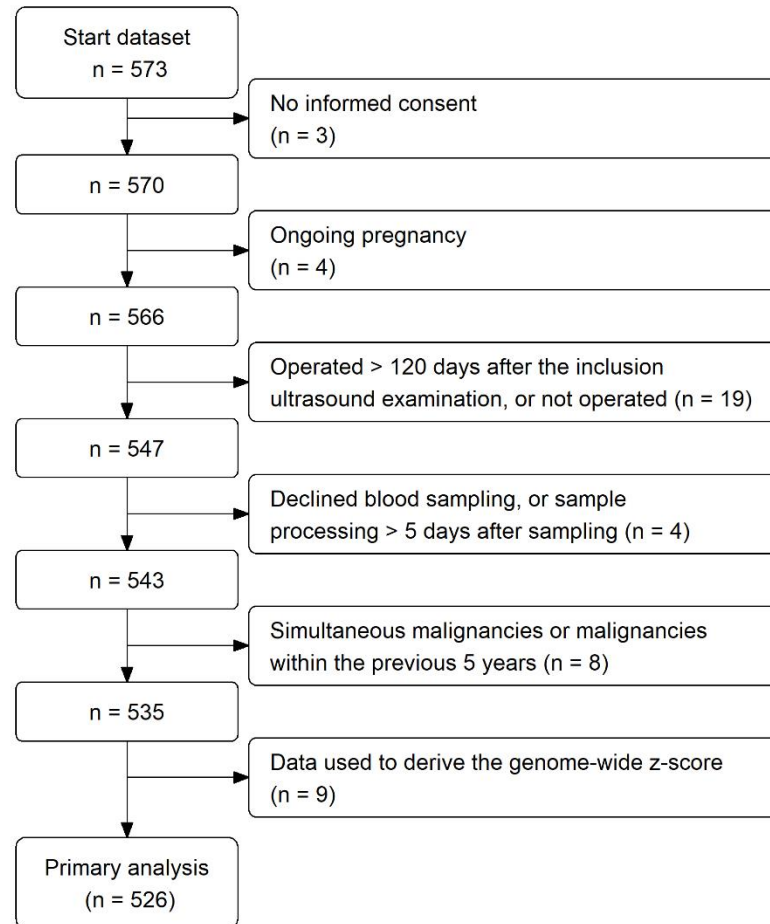 Start dataset
n = 573
No informed consent
(n = 3)
n = 570
Ongoing pregnancy
(n = 4)
n = 566
Operated > 120 days after the inclusion
ultrasound examination, or not operated (n = 19)
n = 547
Declined blood sampling, or sample
processing > 5 days after sampling (n = 4)
n = 543
Simultaneous malignancies or malignancies
within the previous 5 years (n = 8)
n = 535
Data used to derive the genome-wide z-score
(n = 9)
Primary analysis
(n = 526)